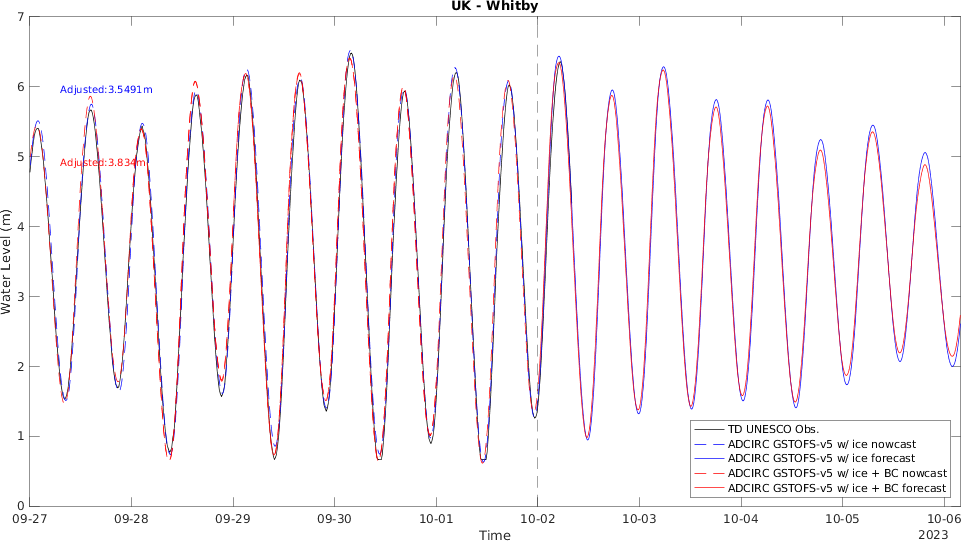 UK - Whitby
7
6
5
4
3
2
1
0
Water Level (m)
Adjusted:3.5491m
Adjusted:3.834m
TD UNESCO Obs.
ADCIRC GSTOFS-v5 w/ ice nowcast
ADCIRC GSTOFS-v5 w/ ice forecast
ADCIRC GSTOFS-v5 w/ ice + BC nowcast
ADCIRC GSTOFS-v5 w/ ice + BC forecast
09-27 09-28 09-29 09-30 10-01 10-02 10-03 10-04 10-05 10-06
Time
2023